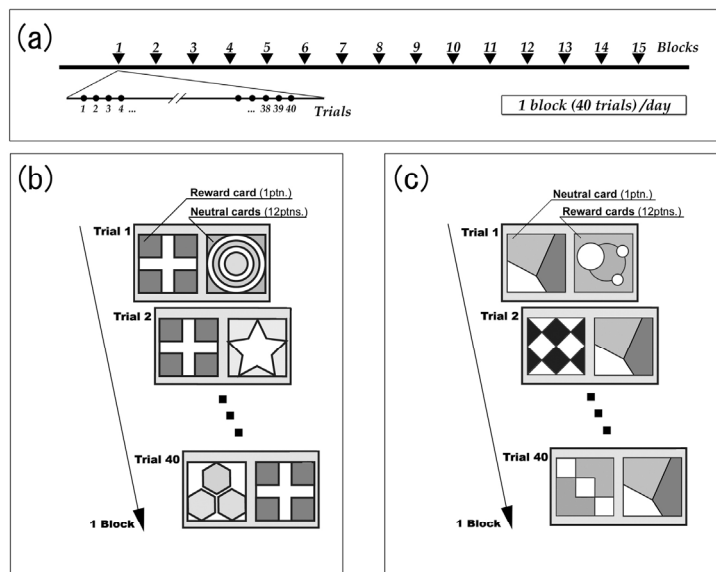 (a)
1 2 3 4 5 6 7 8 9 10 11 12 13 14 15 Blocks
1 2 3 4 ... ... 38 39 40 Trials
1 block (40 trials) /day
(b)
Reward card (1ptn.)
Neutral cards (12ptns.)
Trial 1
Trial 2
Trial 40
1 Block
(c)
Neutral card (1ptn.)
Reward cards (12ptns.)
Trial 1
Trial 2
Trial 40
1 Block